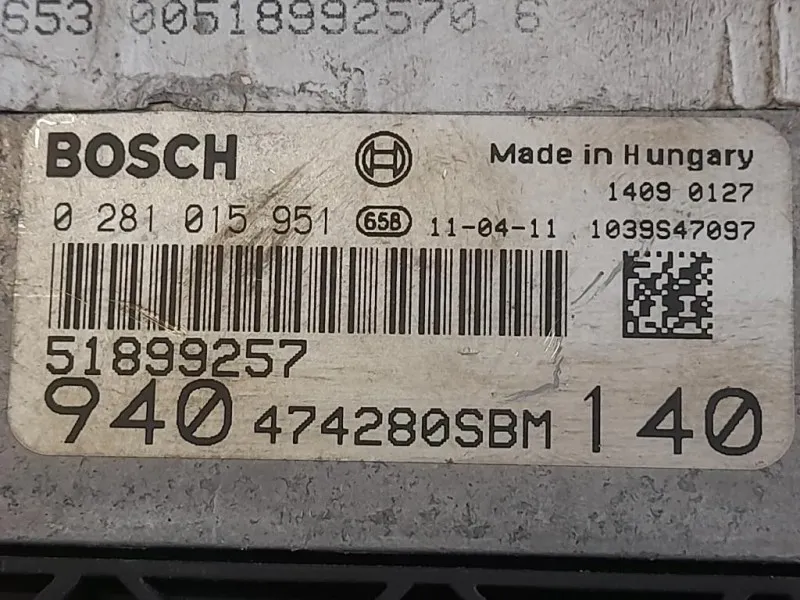 653 00518992570 6
BOSCH Made in Hungary
1409 0127
0 281 015 951 658 11-04-11 1039S47097
51899257
940 474280SBM 140